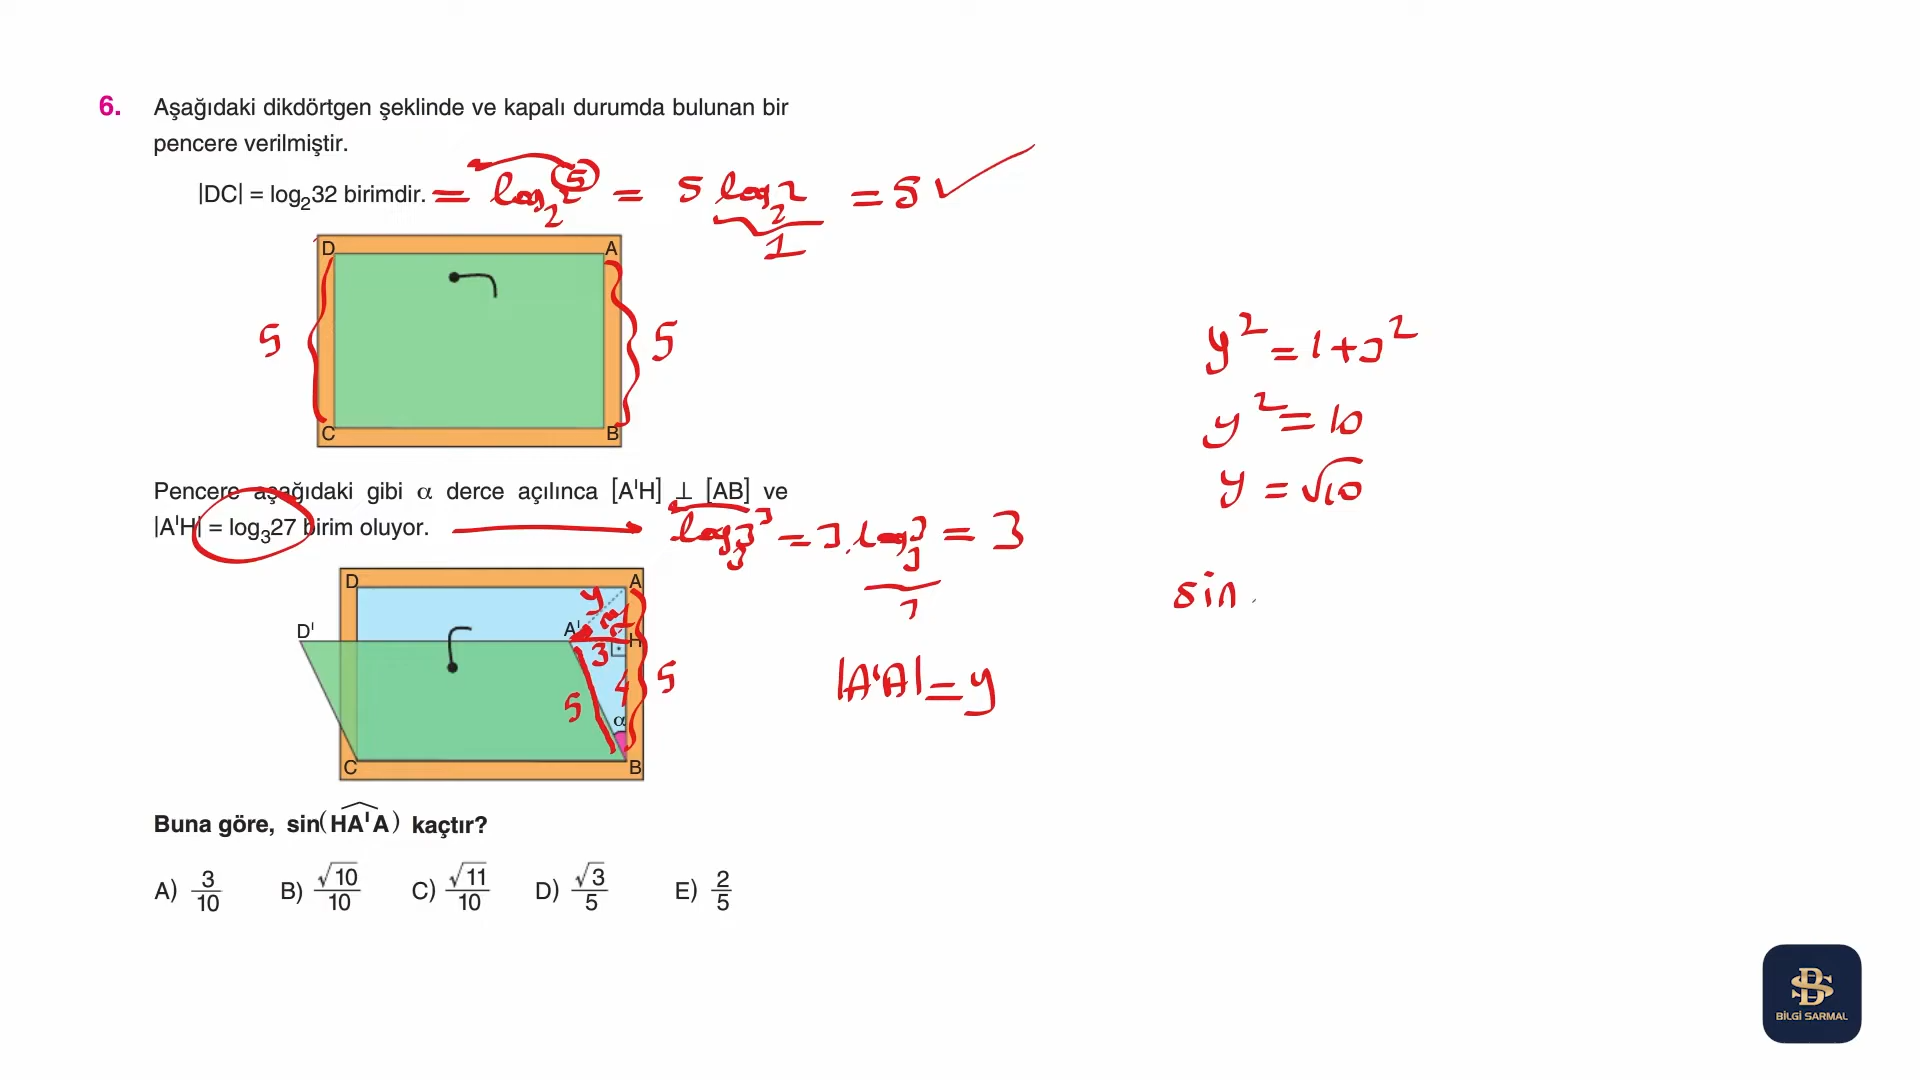 6. Aşağıdaki dikdörtgen şeklinde ve kapalı durumda bulunan bir
pencere verilmiştir.
|DC| = log₂32 birimdir. = log₂2⁵ = 5 log₂2 = 5 ✓
1
D A
5 5
C B
y² = 1+3²
y² = 10
y = √10
Pencere aşağıdaki gibi α derce açılınca [A'H] ⊥ [AB] ve
|A'H| = log₃27 birim oluyor. → log₃3³ = 3.log₃3 = 3
1
sin
D A
y
D' A' H
3
5 4 5
α
C B
|A'A| = y
Buna göre, sin(HA'A) kaçtır?
A) 3/10 B) √10/10 C) √11/10 D) √3/5 E) 2/5
BİLGİ SARMAL